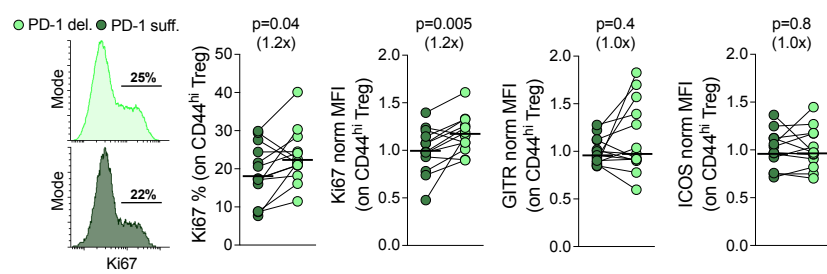 PD-1 del. PD-1 suff.
Mode
25%
Mode
22%
Ki67
p=0.04
(1.2x)
Ki67 % (on CD44hi Treg)
50
40
30
20
10
0
p=0.005
(1.2x)
Ki67 norm MFI
(on CD44hi Treg)
2.0
1.5
1.0
0.5
0.0
p=0.4
(1.0x)
GITR norm MFI
(on CD44hi Treg)
2.0
1.5
1.0
0.5
0.0
p=0.8
(1.0x)
ICOS norm MFI
(on CD44hi Treg)
2.0
1.5
1.0
0.5
0.0